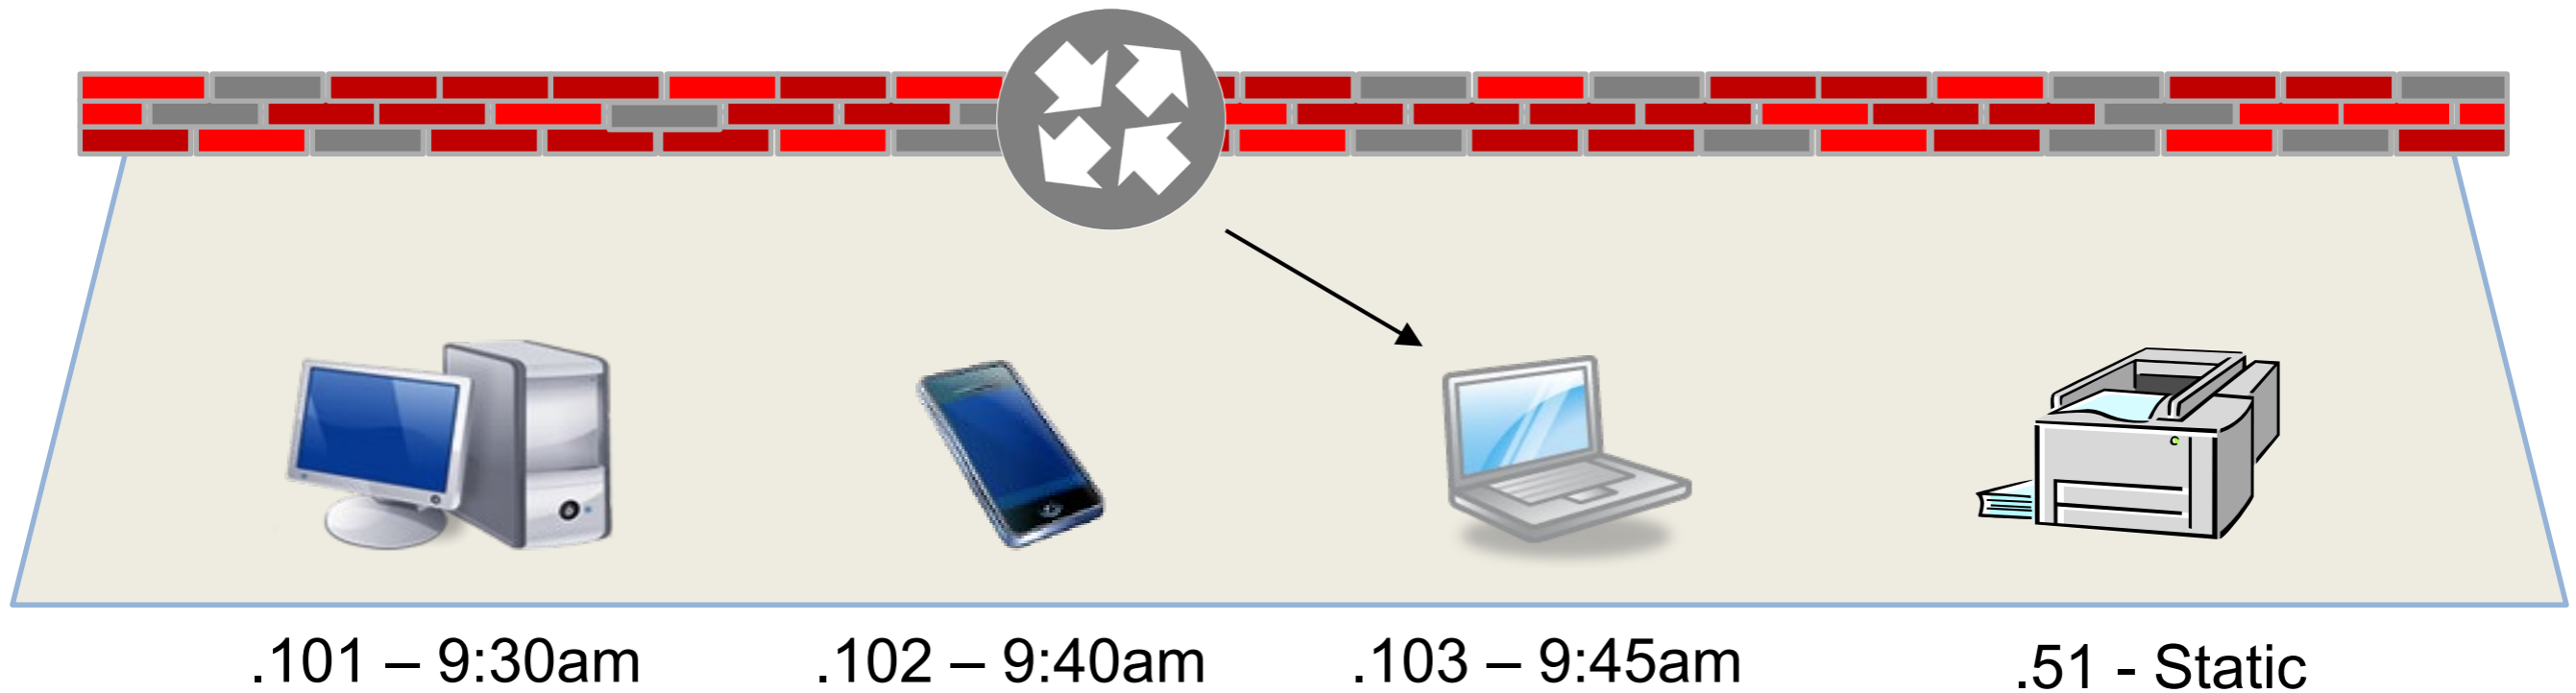 .101 – 9:30am
.102 – 9:40am
.103 – 9:45am
.51 - Static